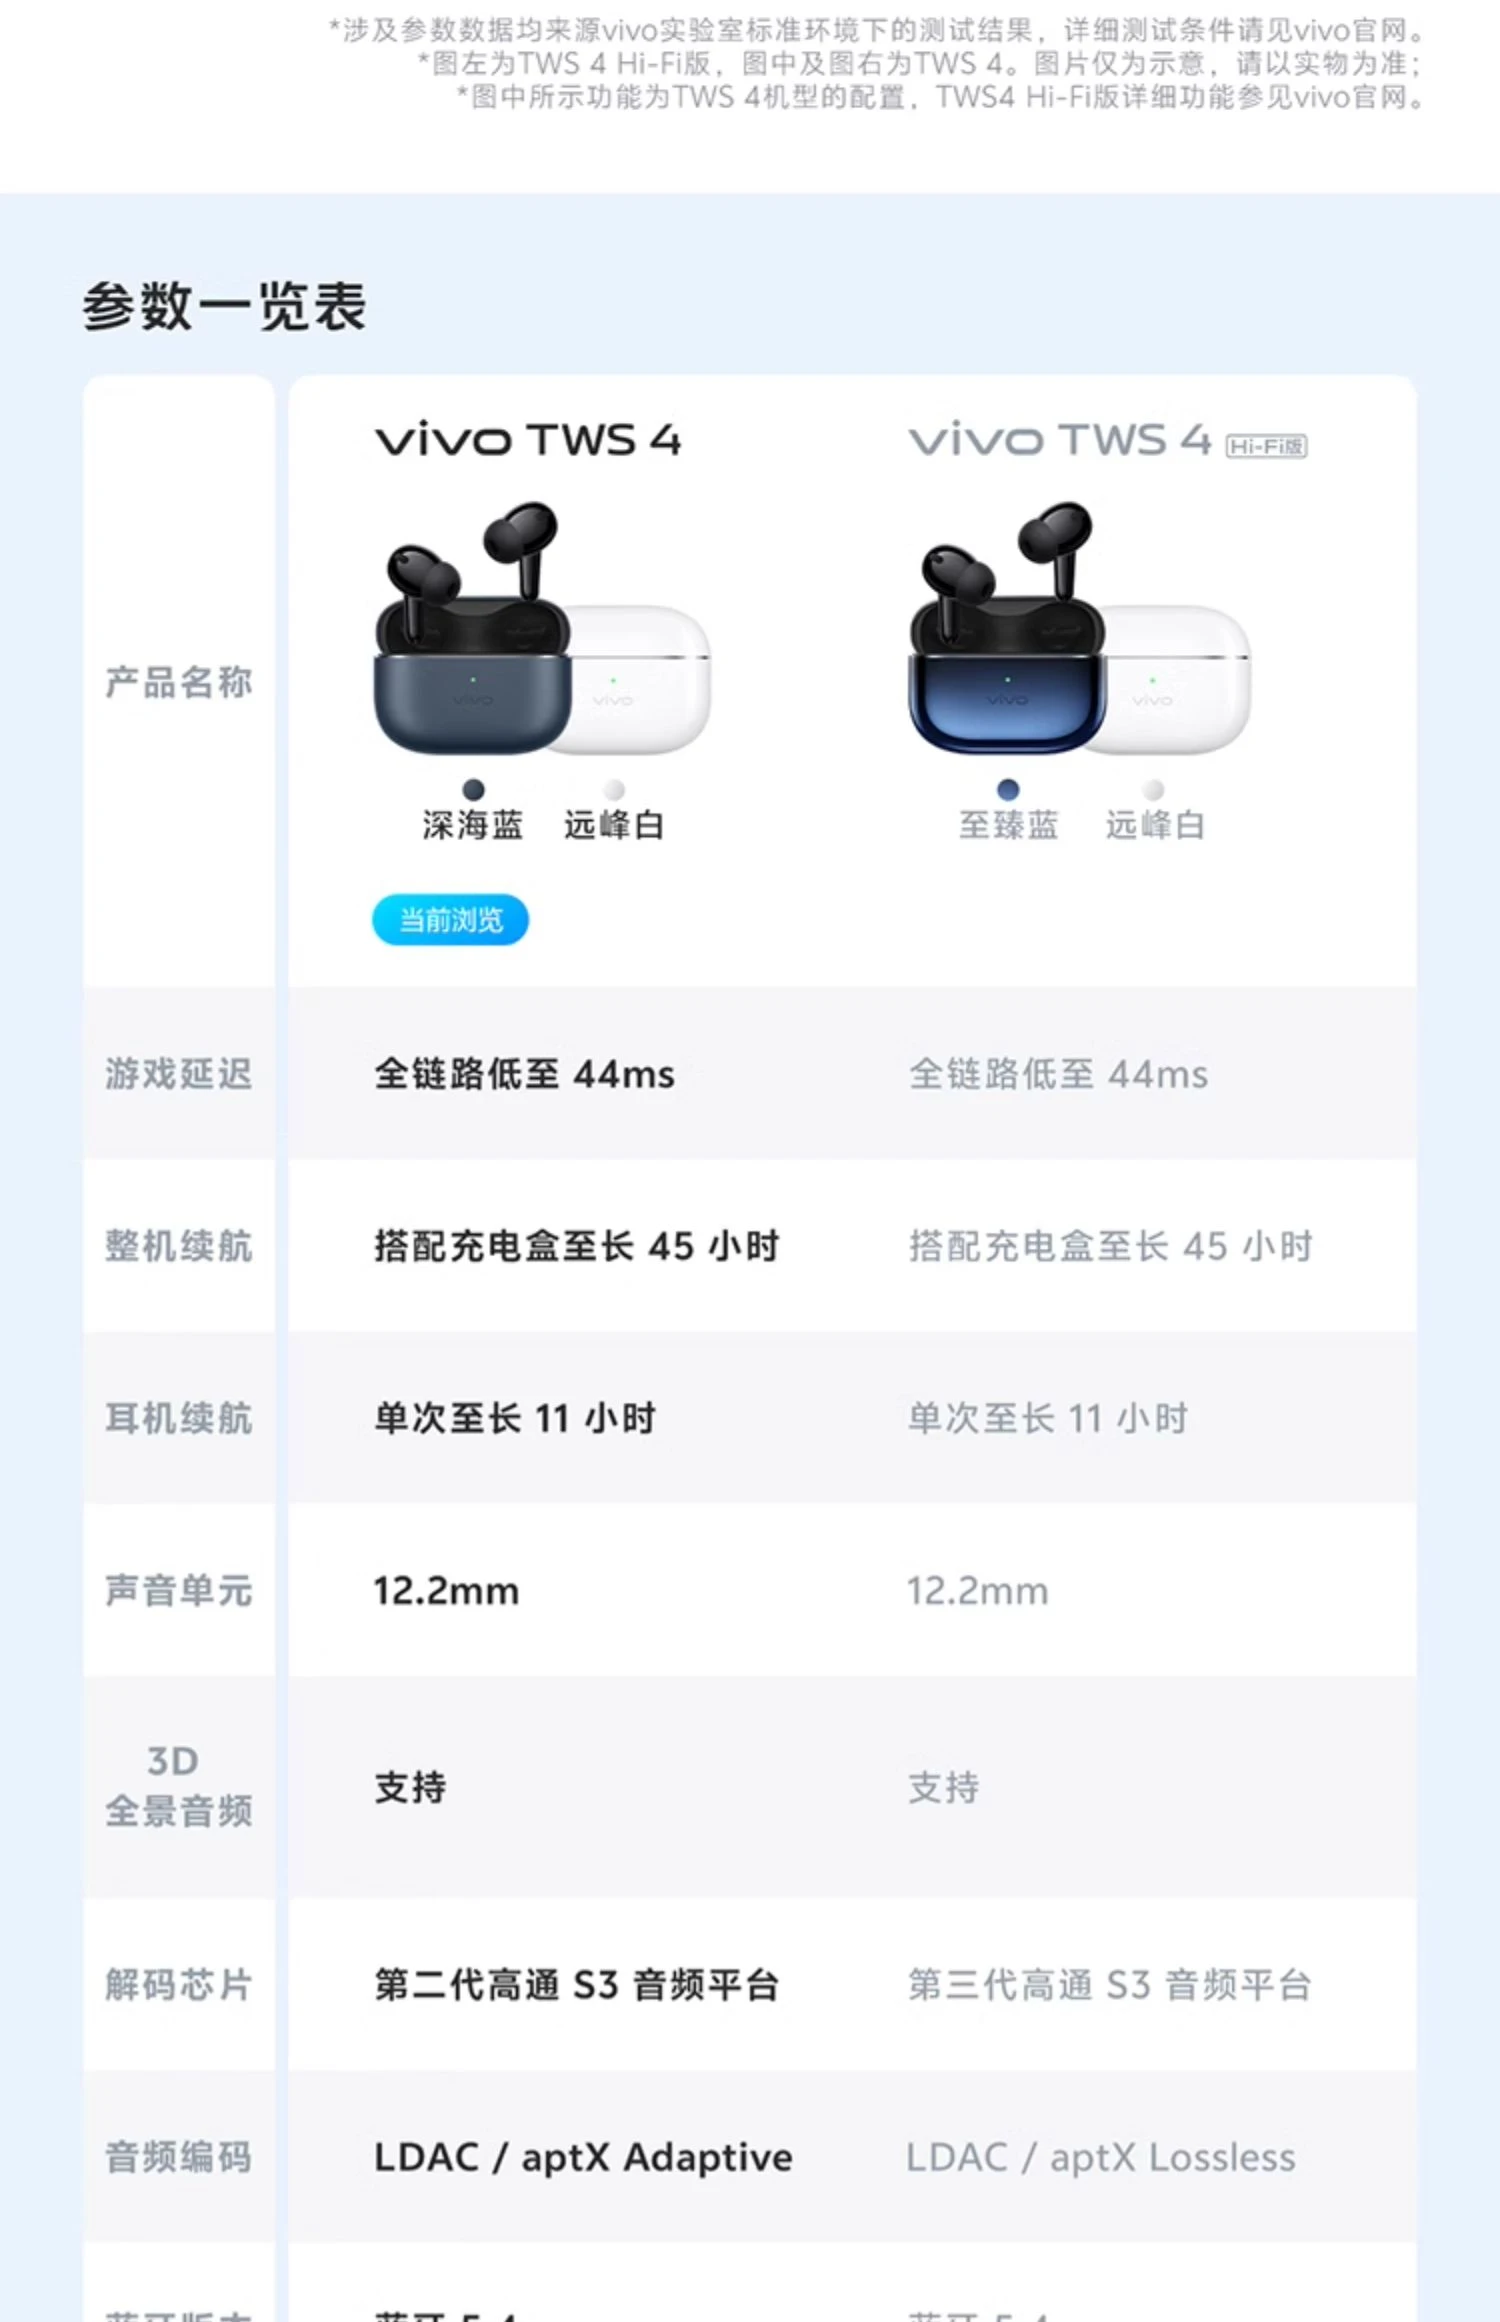 *涉及参数数据均来源vivo实验室标准环境下的测试结果，详细测试条件请见vivo官网。
*图左为TWS 4 Hi-Fi版，图中及图右为TWS 4。图片仅为示意，请以实物为准；
*图中所示功能为TWS 4机型的配置，TWS4 Hi-Fi版详细功能参见vivo官网。
参数一览表
产品名称
vivo TWS 4
vivo TWS 4 Hi-Fi版
vivo vivo
vivo vivo
深海蓝 远峰白
至臻蓝 远峰白
当前浏览
游戏延迟 全链路低至 44ms 全链路低至 44ms
整机续航 搭配充电盒至长 45 小时 搭配充电盒至长 45 小时
耳机续航 单次至长 11 小时 单次至长 11 小时
声音单元 12.2mm 12.2mm
3D
全景音频 支持 支持
解码芯片 第二代高通 S3 音频平台 第三代高通 S3 音频平台
音频编码 LDAC / aptX Adaptive LDAC / aptX Lossless